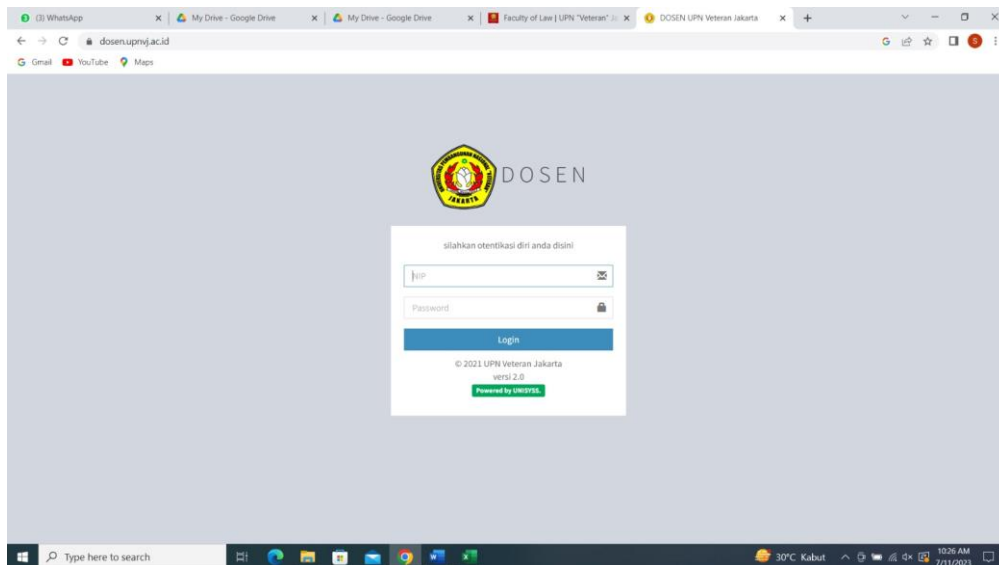 (3) WhatsApp
My Drive - Google Drive
My Drive - Google Drive
Faculty of Law | UPN "Veteran"
DOSEN UPN Veteran Jakarta
dosen.upnvj.ac.id
Gmail
YouTube
Maps
JAKARTA
DOSEN
silahkan otentikasi diri anda disini
NIP
Password
Login
© 2021 UPN Veteran Jakarta
versi 2.0
Powered by UNISYSS.
Type here to search
30°C Kabut
10:26 AM
7/11/2023